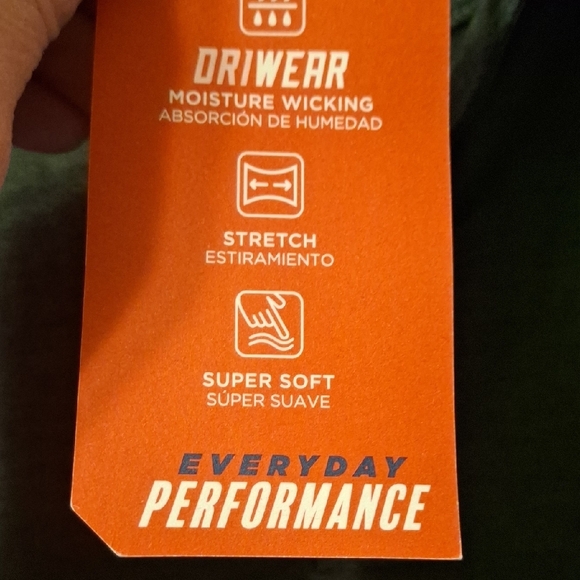 DRIWEAR
MOISTURE WICKING
ABSORCIÓN DE HUMEDAD
STRETCH
ESTIRAMIENTO
SUPER SOFT
SÚPER SUAVE
EVERYDAY
PERFORMANCE